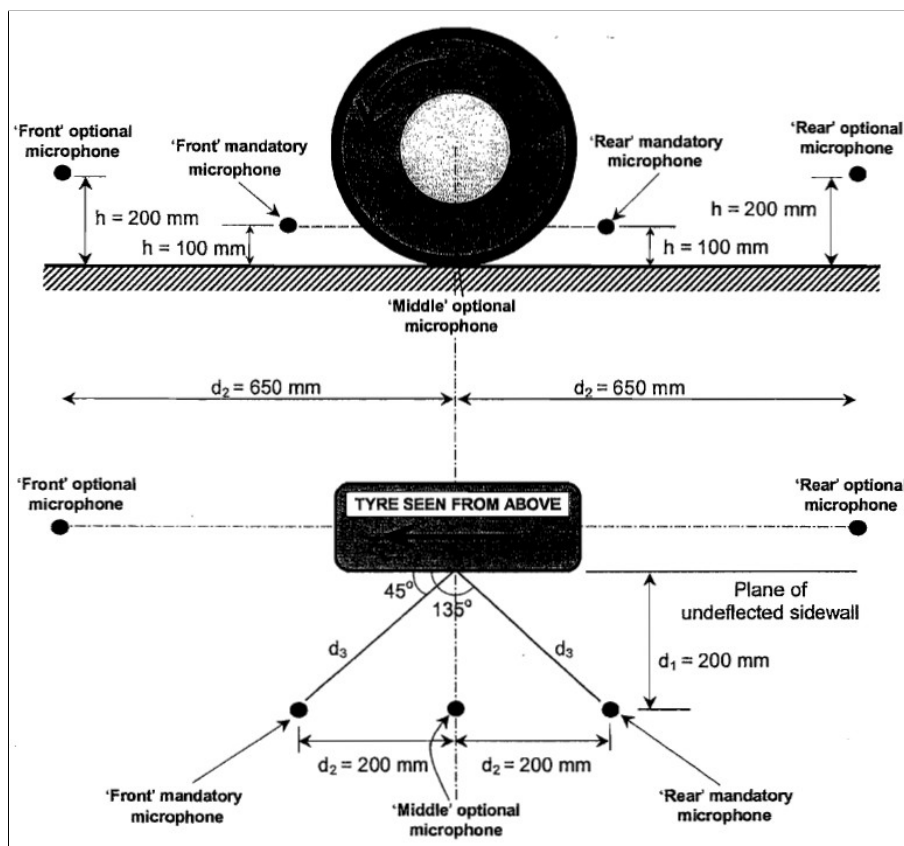 'Front' optional
microphone
'Front' mandatory
microphone
'Rear' mandatory
microphone
'Rear' optional
microphone
h = 200 mm
h = 100 mm
h = 200 mm
h = 100 mm
'Middle' optional
microphone
d₂ = 650 mm
d₂ = 650 mm
'Front' optional
microphone
TYRE SEEN FROM ABOVE
'Rear' optional
microphone
45°
135°
Plane of
undeflected sidewall
d₃
d₃
d₁ = 200 mm
d₂ = 200 mm
d₂ = 200 mm
'Front' mandatory
microphone
'Middle' optional
microphone
'Rear' mandatory
microphone